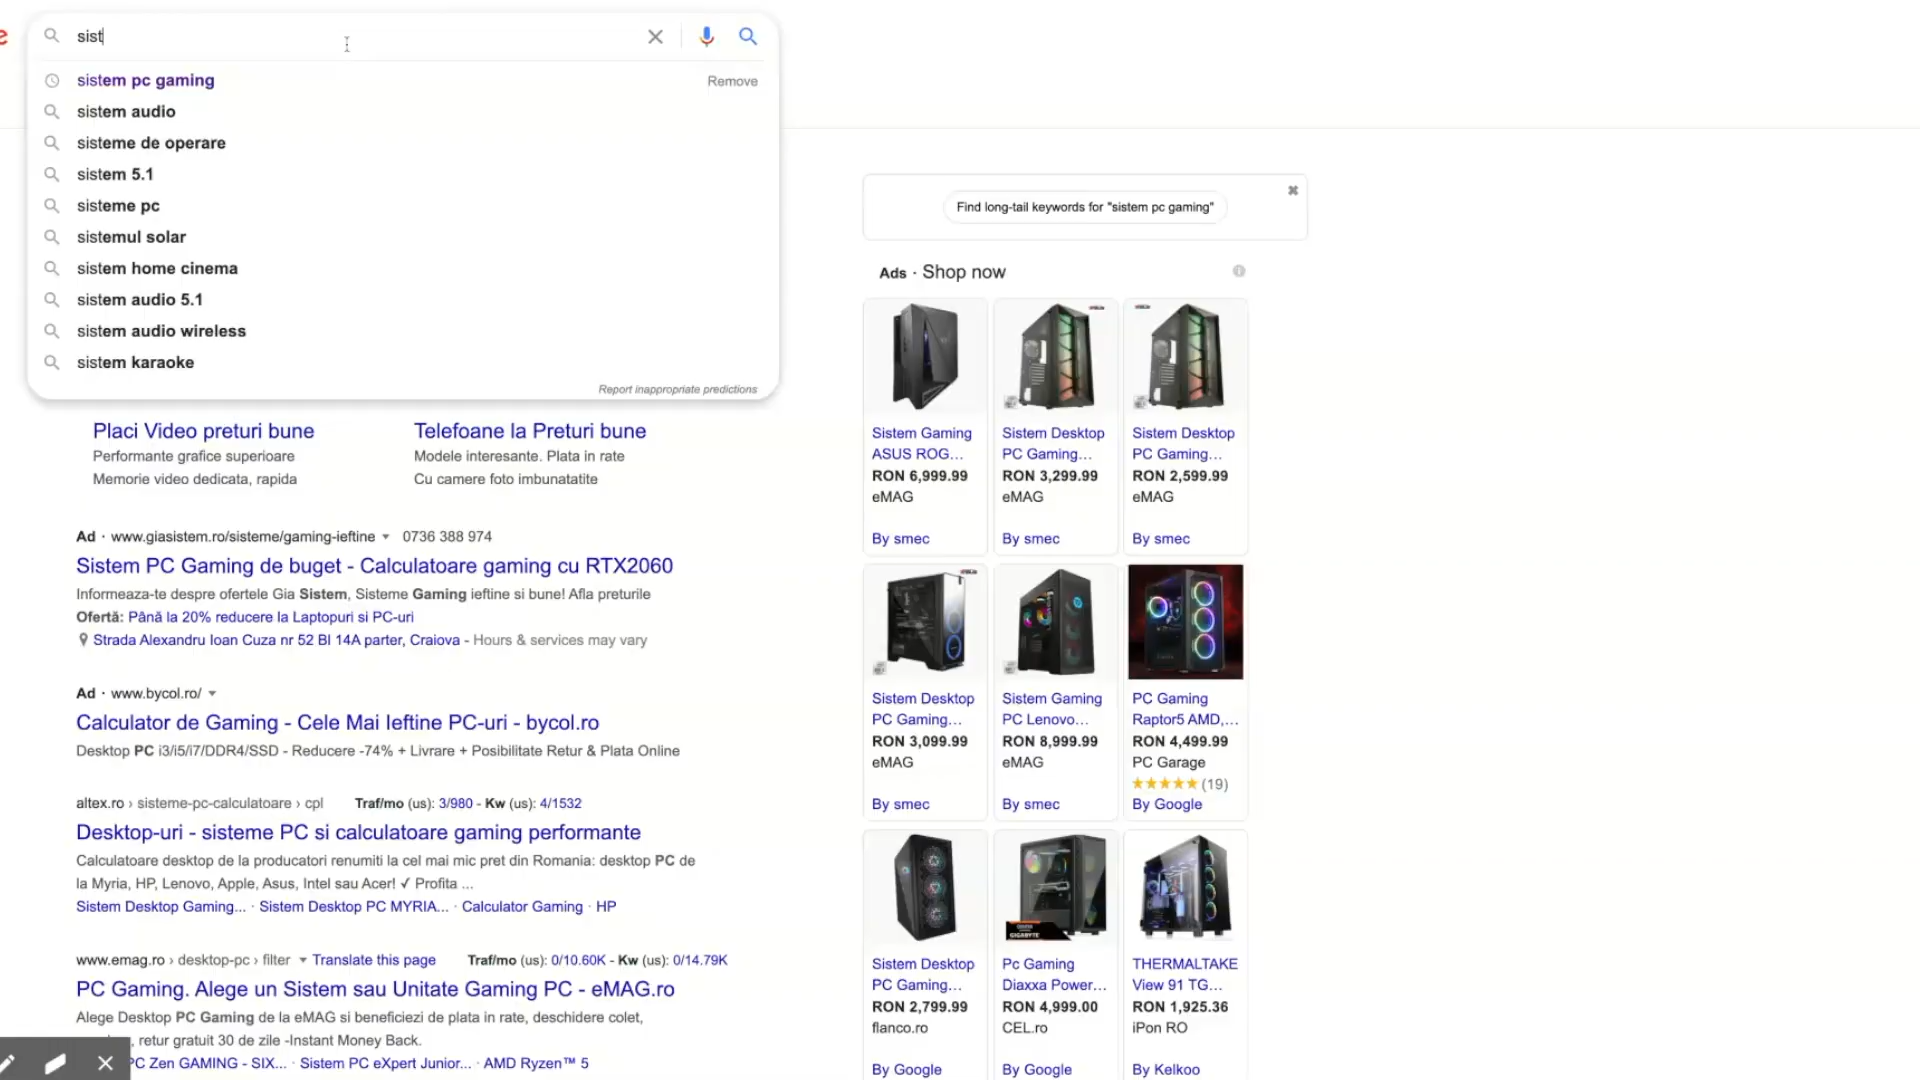 e
sist
sistem pc gaming
Remove
sistem audio
sisteme de operare
sistem 5.1
sisteme pc
sistemul solar
sistem home cinema
sistem audio 5.1
sistem audio wireless
sistem karaoke
Report inappropriate predictions
Placi Video preturi bune
Performante grafice superioare
Memorie video dedicata, rapida
Telefoane la Preturi bune
Modele interesante. Plata in rate
Cu camere foto imbunatatite
Ad · www.giasistem.ro/sisteme/gaming-ieftine 0736 388 974
Sistem PC Gaming de buget - Calculatoare gaming cu RTX2060
Informeaza-te despre ofertele Gia Sistem, Sisteme Gaming ieftine si bune! Afla preturile
Ofertă: Până la 20% reducere la Laptopuri si PC-uri
Strada Alexandru Ioan Cuza nr 52 Bl 14A parter, Craiova - Hours & services may vary
Ad · www.bycol.ro/
Calculator de Gaming - Cele Mai Ieftine PC-uri - bycol.ro
Desktop PC i3/i5/i7/DDR4/SSD - Reducere -74% + Livrare + Posibilitate Retur & Plata Online
altex.ro › sisteme-pc-calculatoare › cpl Traf/mo (us): 3/980 - Kw (us): 4/1532
Desktop-uri - sisteme PC si calculatoare gaming performante
Calculatoare desktop de la producatori renumiti la cel mai mic pret din Romania: desktop PC de
la Myria, HP, Lenovo, Apple, Asus, Intel sau Acer! ✓ Profita ...
Sistem Desktop Gaming... · Sistem Desktop PC MYRIA... · Calculator Gaming · HP
www.emag.ro › desktop-pc › filter Translate this page Traf/mo (us): 0/10.60K - Kw (us): 0/14.79K
PC Gaming. Alege un Sistem sau Unitate Gaming PC - eMAG.ro
Alege Desktop PC Gaming de la eMAG si beneficiezi de plata in rate, deschidere colet,
, retur gratuit 30 de zile -Instant Money Back.
PC Zen GAMING - SIX... · Sistem PC eXpert Junior... · AMD Ryzen™ 5
Find long-tail keywords for "sistem pc gaming"
Ads · Shop now
Sistem Gaming
ASUS ROG...
RON 6,999.99
eMAG
By smec
Sistem Desktop
PC Gaming...
RON 3,299.99
eMAG
By smec
Sistem Desktop
PC Gaming...
RON 2,599.99
eMAG
By smec
Sistem Desktop
PC Gaming...
RON 3,099.99
eMAG
By smec
Sistem Gaming
PC Lenovo...
RON 8,999.99
eMAG
By smec
PC Gaming
Raptor5 AMD,...
RON 4,499.99
PC Garage
(19)
By Google
Sistem Desktop
PC Gaming...
RON 2,799.99
flanco.ro
By Google
GIGABYTE
Pc Gaming
Diaxxa Power...
RON 4,999.00
CEL.ro
By Google
THERMALTAKE
View 91 TG...
RON 1,925.36
iPon RO
By Kelkoo